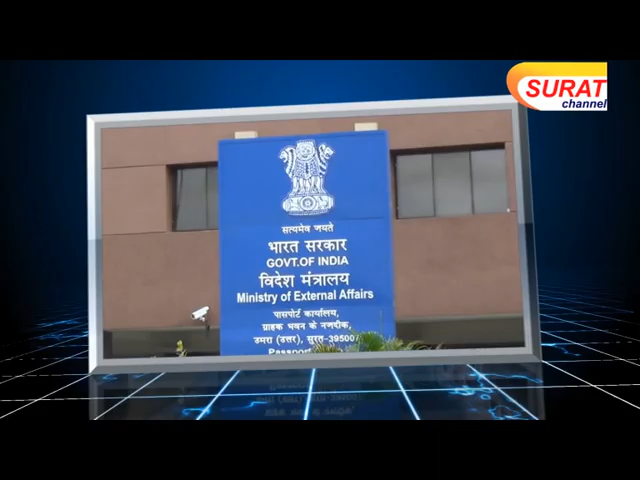 SURAT
channel
सत्यमेव जयते
भारत सरकार
GOVT.OF INDIA
विदेश मंत्रालय
Ministry of External Affairs
पासपोर्ट कार्यालय,
ग्राहक भवन के नजदीक,
उमरा (उत्तर), सुरत-39500
Passport